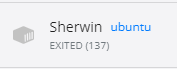 Sherwin ubuntu
EXITED (137)